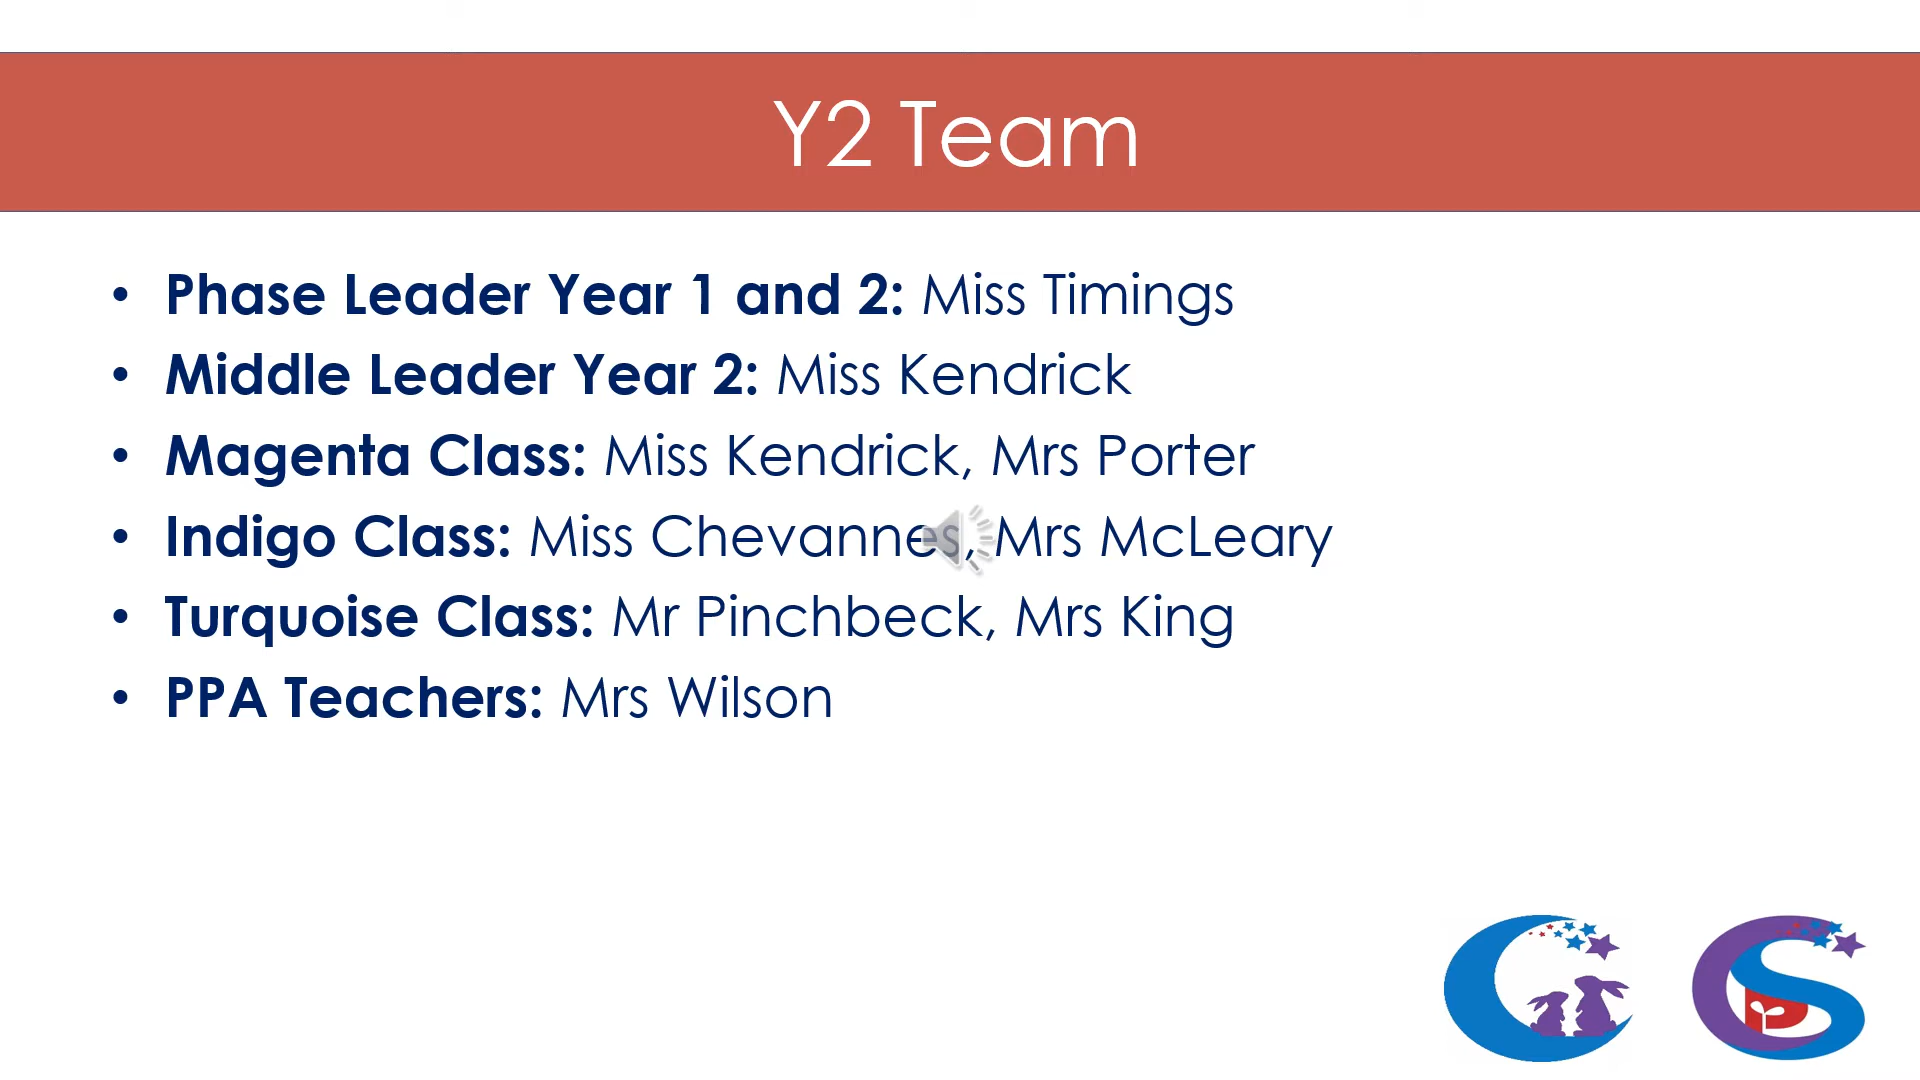 Y2 Team
• Phase Leader Year 1 and 2: Miss Timings
• Middle Leader Year 2: Miss Kendrick
• Magenta Class: Miss Kendrick, Mrs Porter
• Indigo Class: Miss Chevannes, Mrs McLeary
• Turquoise Class: Mr Pinchbeck, Mrs King
• PPA Teachers: Mrs Wilson